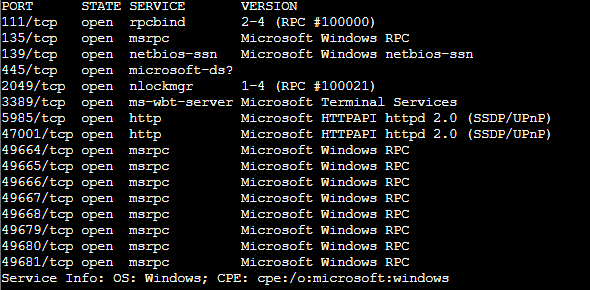 PORT STATE SERVICE VERSION
111/tcp open rpcbind 2-4 (RPC #100000)
135/tcp open msrpc Microsoft Windows RPC
139/tcp open netbios-ssn Microsoft Windows netbios-ssn
445/tcp open microsoft-ds?
2049/tcp open nlockmgr 1-4 (RPC #100021)
3389/tcp open ms-wbt-server Microsoft Terminal Services
5985/tcp open http Microsoft HTTPAPI httpd 2.0 (SSDP/UPnP)
47001/tcp open http Microsoft HTTPAPI httpd 2.0 (SSDP/UPnP)
49664/tcp open msrpc Microsoft Windows RPC
49665/tcp open msrpc Microsoft Windows RPC
49666/tcp open msrpc Microsoft Windows RPC
49667/tcp open msrpc Microsoft Windows RPC
49668/tcp open msrpc Microsoft Windows RPC
49679/tcp open msrpc Microsoft Windows RPC
49680/tcp open msrpc Microsoft Windows RPC
49681/tcp open msrpc Microsoft Windows RPC
Service Info: OS: Windows; CPE: cpe:/o:microsoft:windows